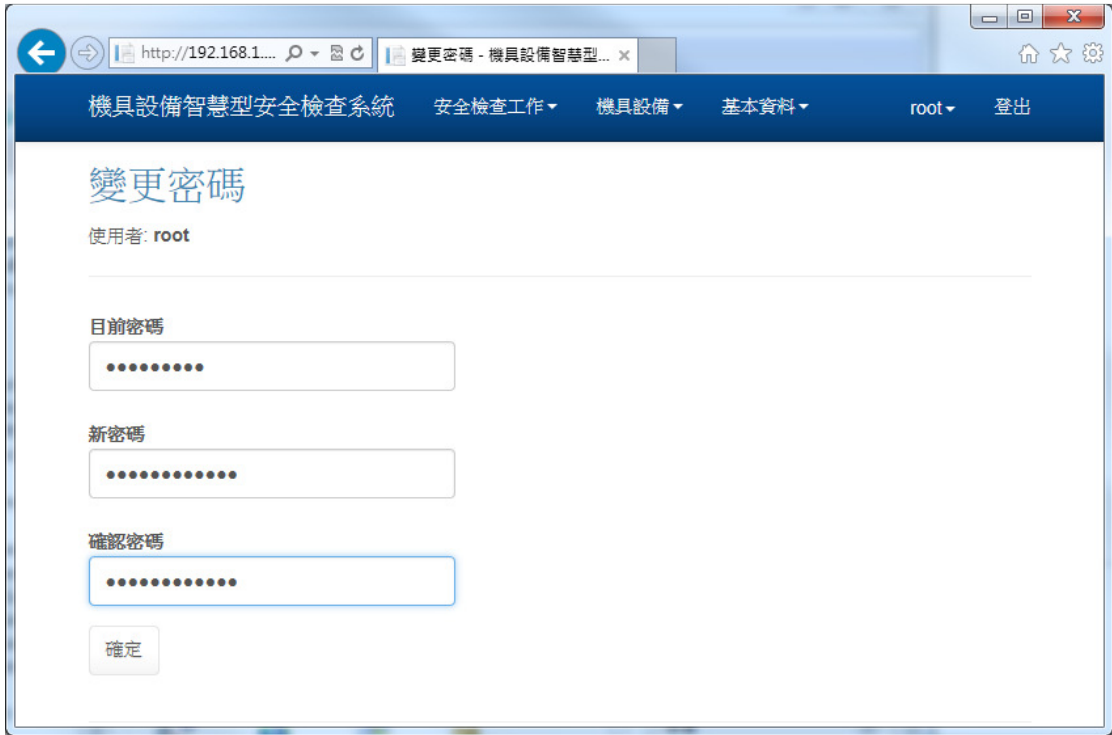 http://192.168.1....
變更密碼 - 機具設備智慧型...
機具設備智慧型安全檢查系統 安全檢查工作 機具設備 基本資料 root 登出
變更密碼
使用者: root
目前密碼
•••••••••
新密碼
••••••••••••
確認密碼
••••••••••••
確定